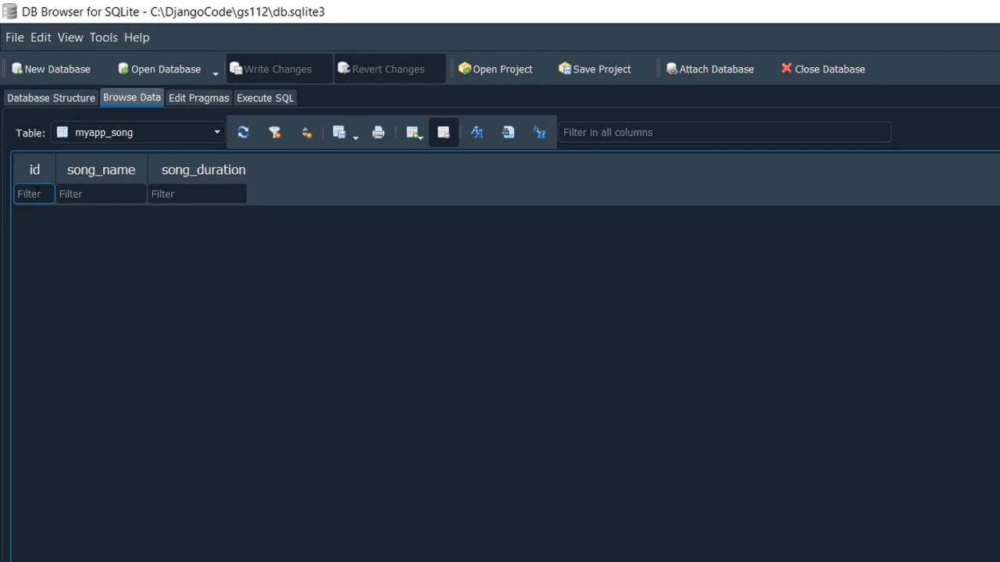 DB Browser for SQLite - C:\DjangoCode\gs112\db.sqlite3
File Edit View Tools Help
New Database Open Database Write Changes Revert Changes Open Project Save Project Attach Database Close Database
Database Structure Browse Data Edit Pragmas Execute SQL
Table: myapp_song Filter in all columns
id song_name song_duration
Filter Filter Filter